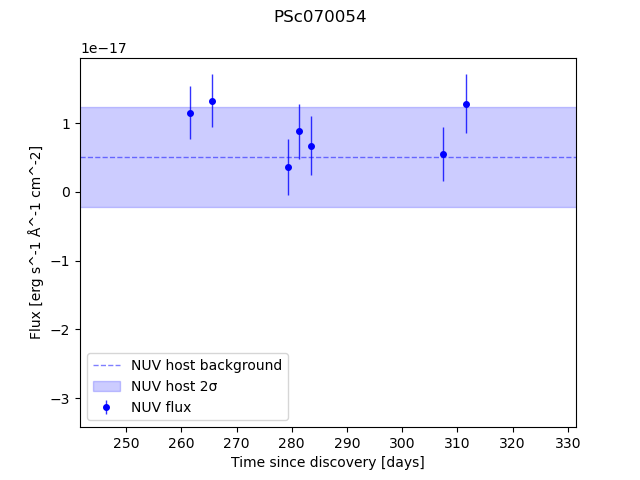 PSc070054
1e−17
1
0
−1
−2
−3
Flux [erg s^-1 Å^-1 cm^-2]
NUV host background
NUV host 2σ
NUV flux
250 260 270 280 290 300 310 320 330
Time since discovery [days]